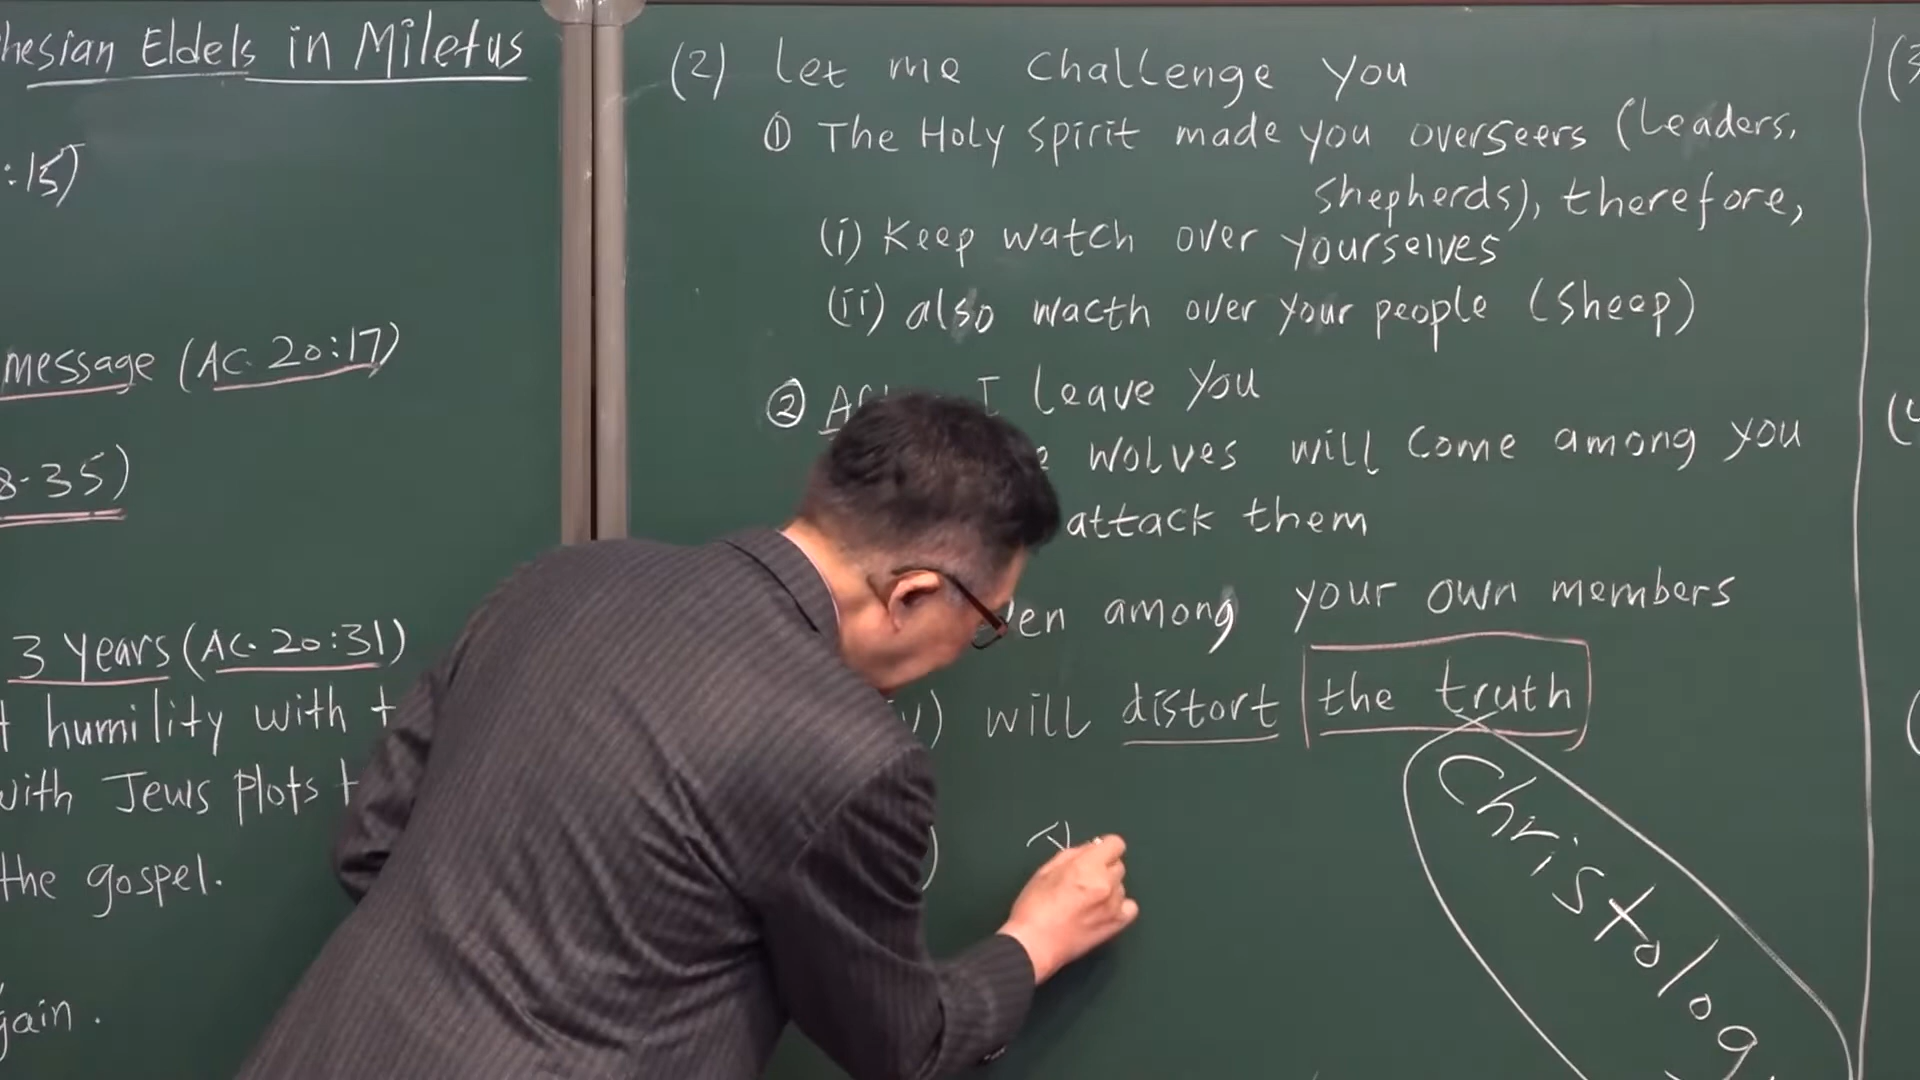 hesian Eldels in Miletus
:15)
message (AC. 20:17)
8-35)
3 years (AC. 20:31)
humility with t
with Jews plots t
the gospel.
gain.
(2) Let me challenge you
① The Holy Spirit made you overseers (Leaders,
shepherds), therefore,
(i) Keep watch over yourselves
(ii) also wacth over your people (Sheep)
② I leave you
wolves will come among you
attack them
en among your own members
will distort the truth
Christolog
(3